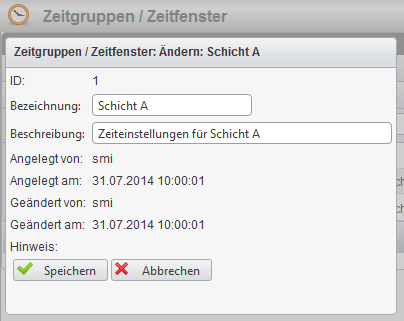 Zeitgruppen / Zeitfenster
Zeitgruppen / Zeitfenster: Ändern: Schicht A
ID: 1
Bezeichnung: Schicht A
Beschreibung: Zeiteinstellungen für Schicht A
Angelegt von: smi
Angelegt am: 31.07.2014 10:00:01
Geändert von: smi
Geändert am: 31.07.2014 10:00:01
Hinweis:
Speichern Abbrechen